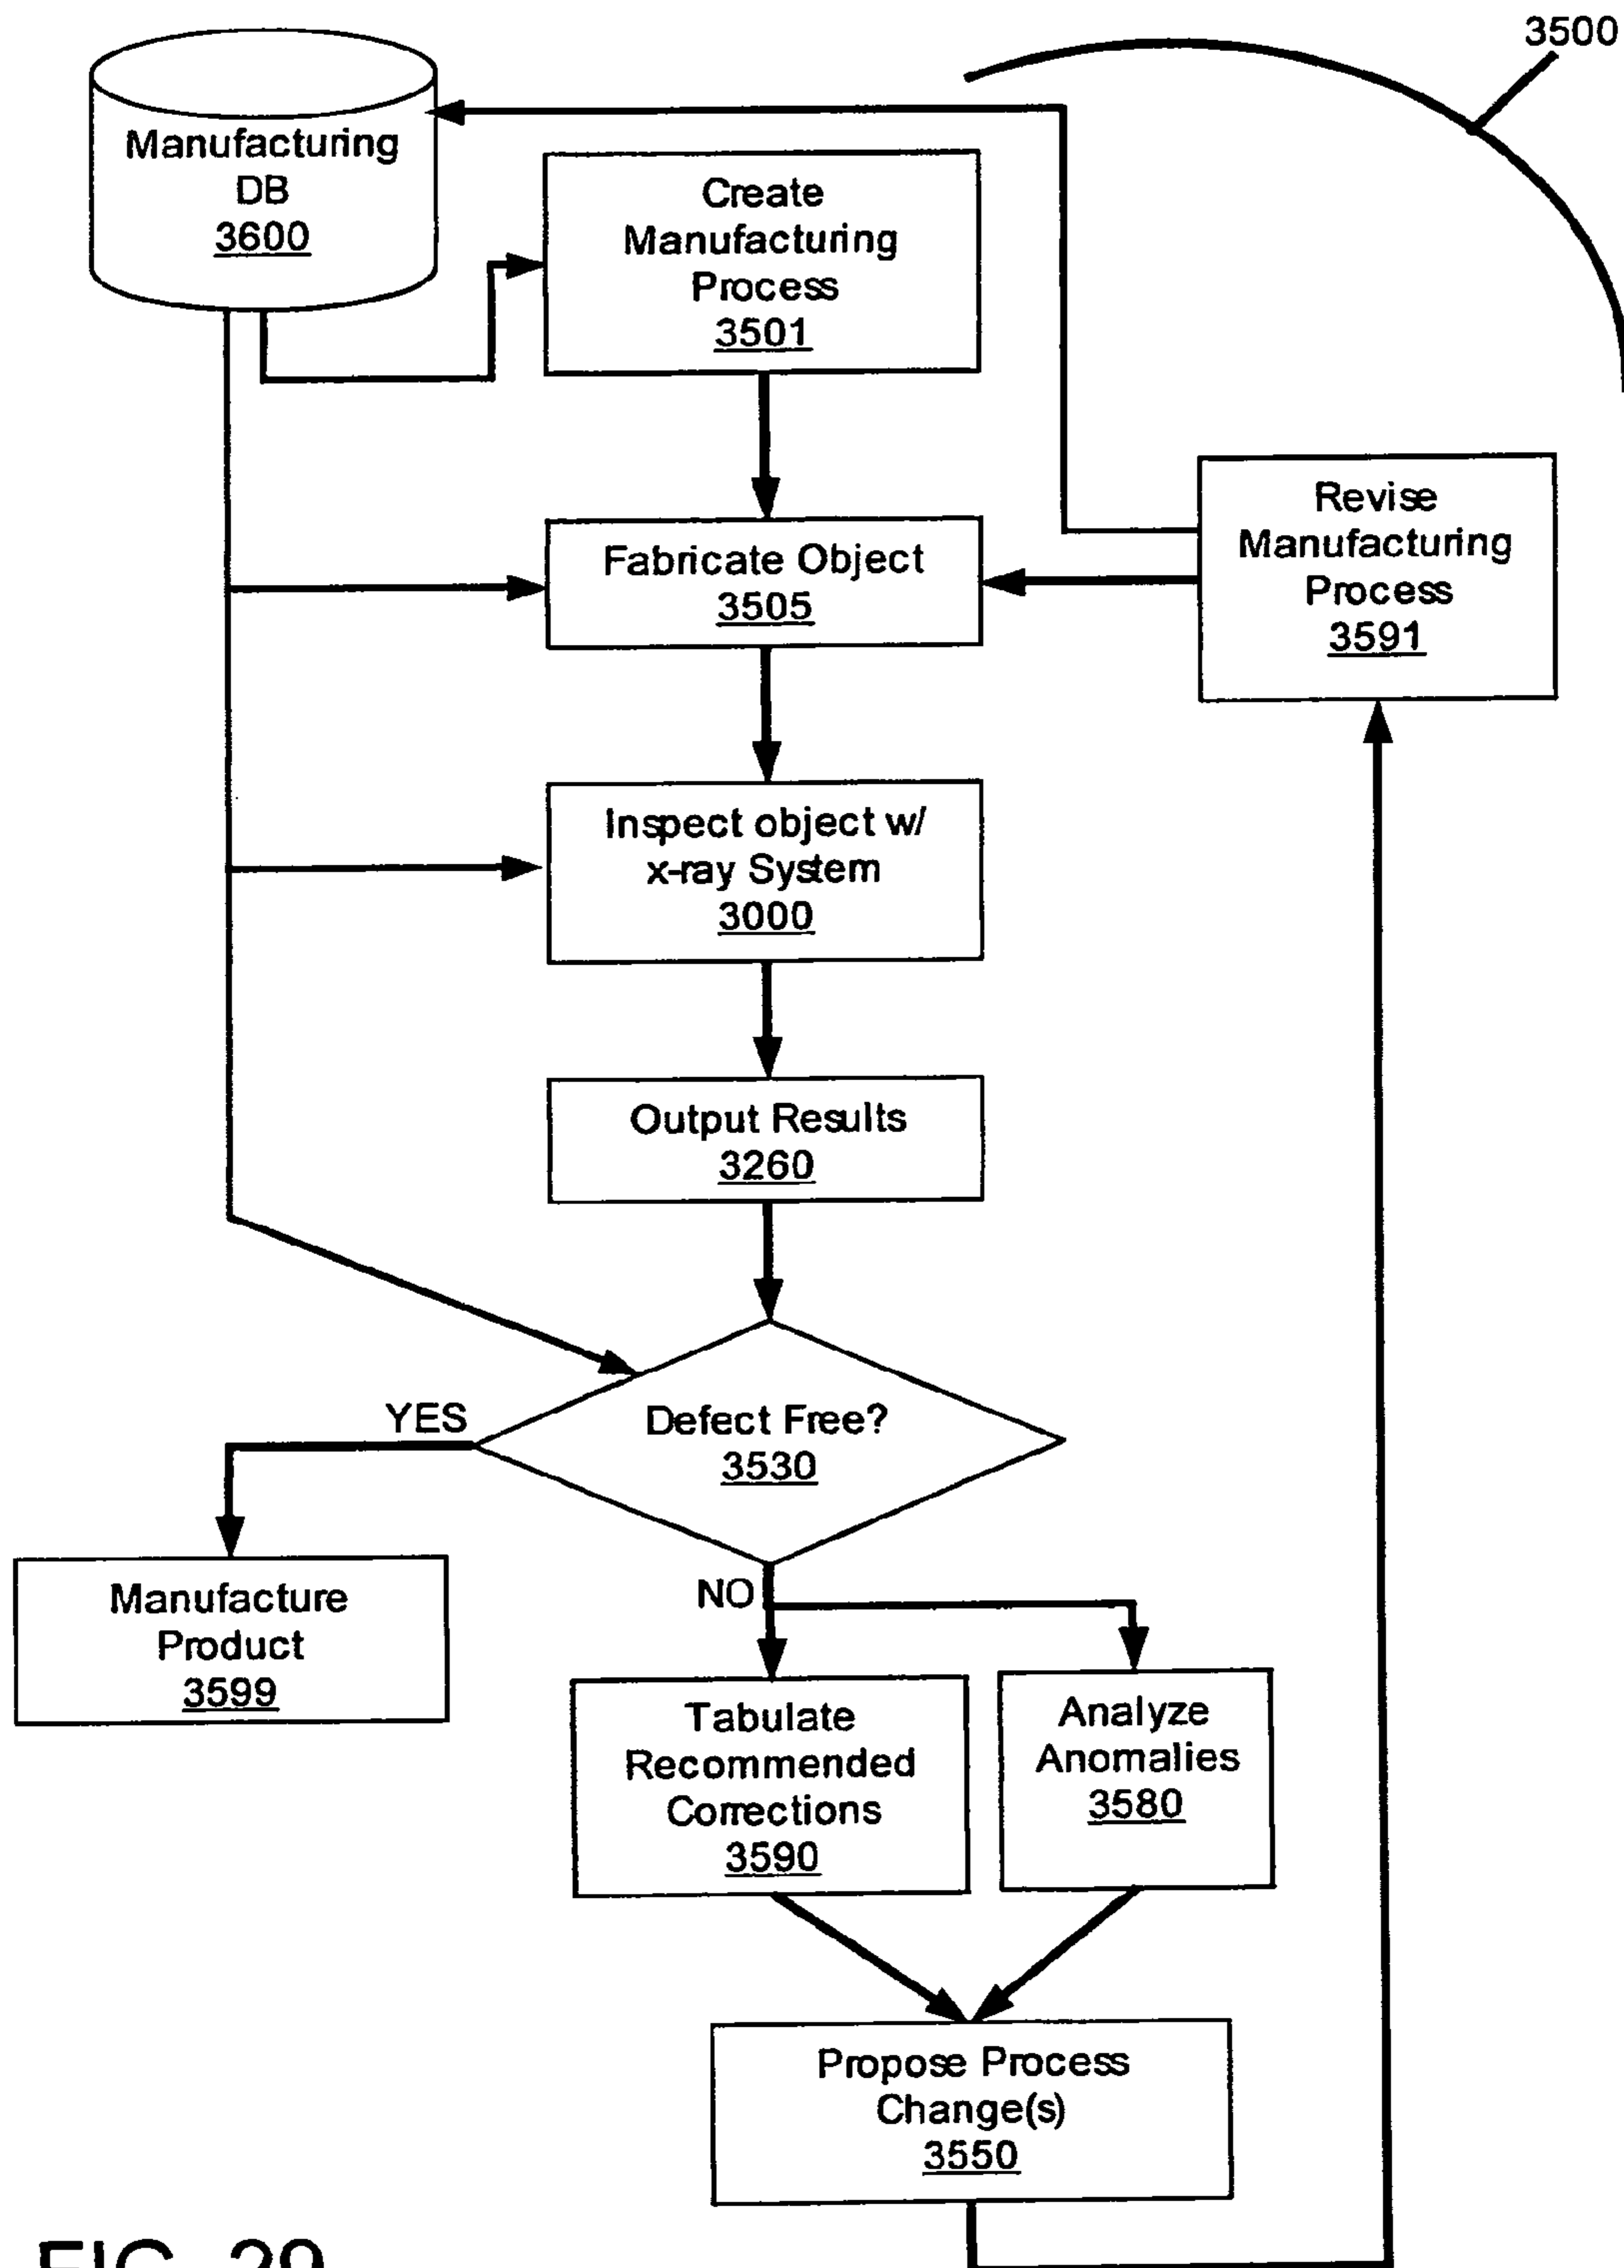 3500
Manufacturing
DB
3600
Create
Manufacturing
Process
3501
Revise
Manufacturing
Process
3591
Fabricate Object
3505
Inspect object w/
x-ray System
3000
Output Results
3260
Defect Free?
3530
YES
NO
Manufacture
Product
3599
Tabulate
Recommended
Corrections
3590
Analyze
Anomalies
3580
Propose Process
Change(s)
3550
FIG. 29